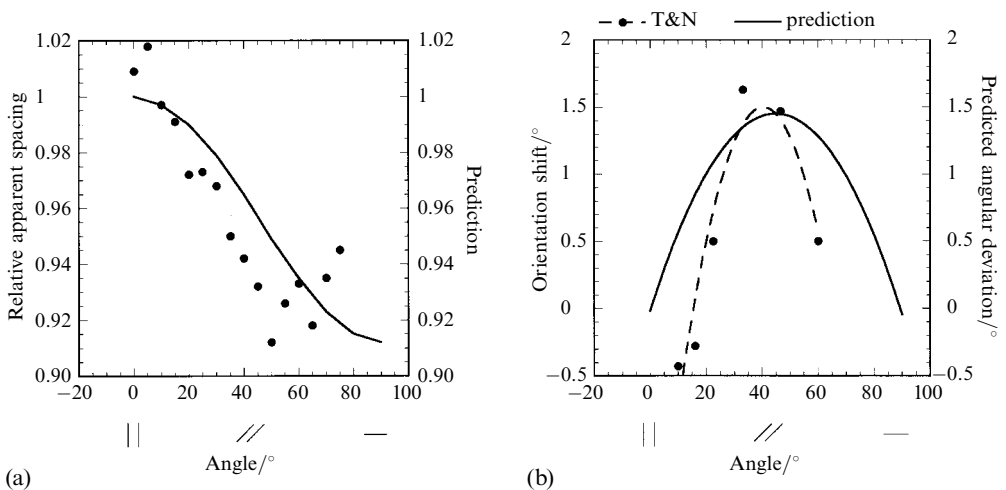 T&N prediction
1.02 1.02
1 1
0.98 0.98
0.96 0.96
0.94 0.94
0.92 0.92
0.90 0.90
Relative apparent spacing
Prediction
−20 0 20 40 60 80 100
Angle/°
(a)
2 2
1.5 1.5
1 1
0.5 0.5
0 0
−0.5 −0.5
Orientation shift/°
Predicted angular deviation/°
−20 0 20 40 60 80 100
Angle/°
(b)